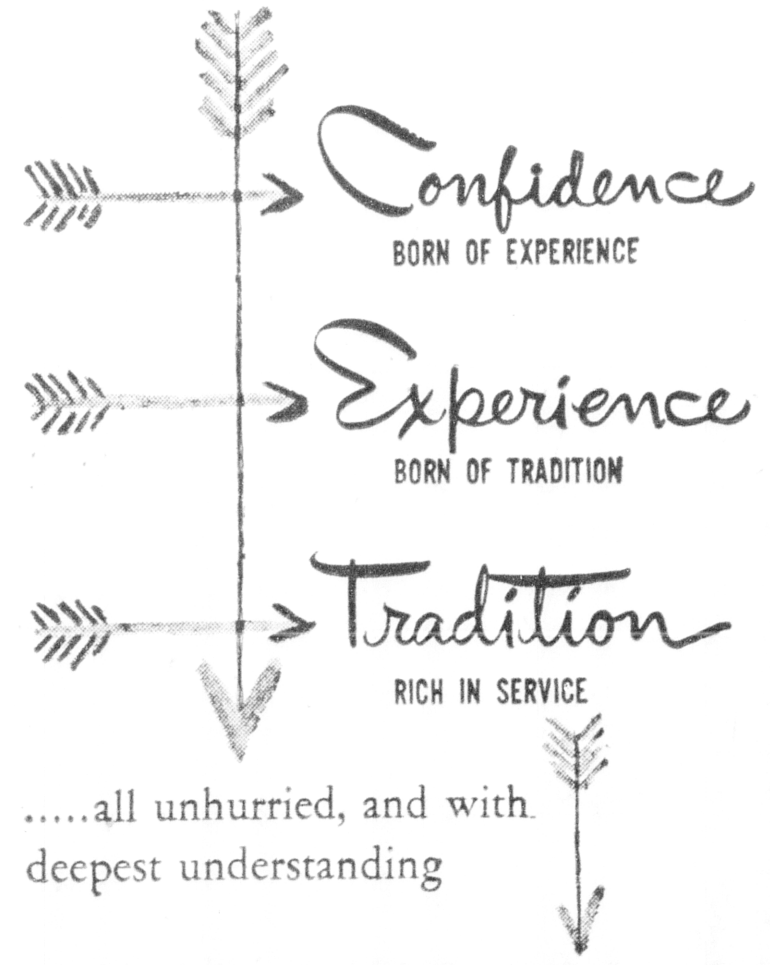 Confidence
BORN OF EXPERIENCE
Experience
BORN OF TRADITION
Tradition
RICH IN SERVICE
.....all unhurried, and with
deepest understanding